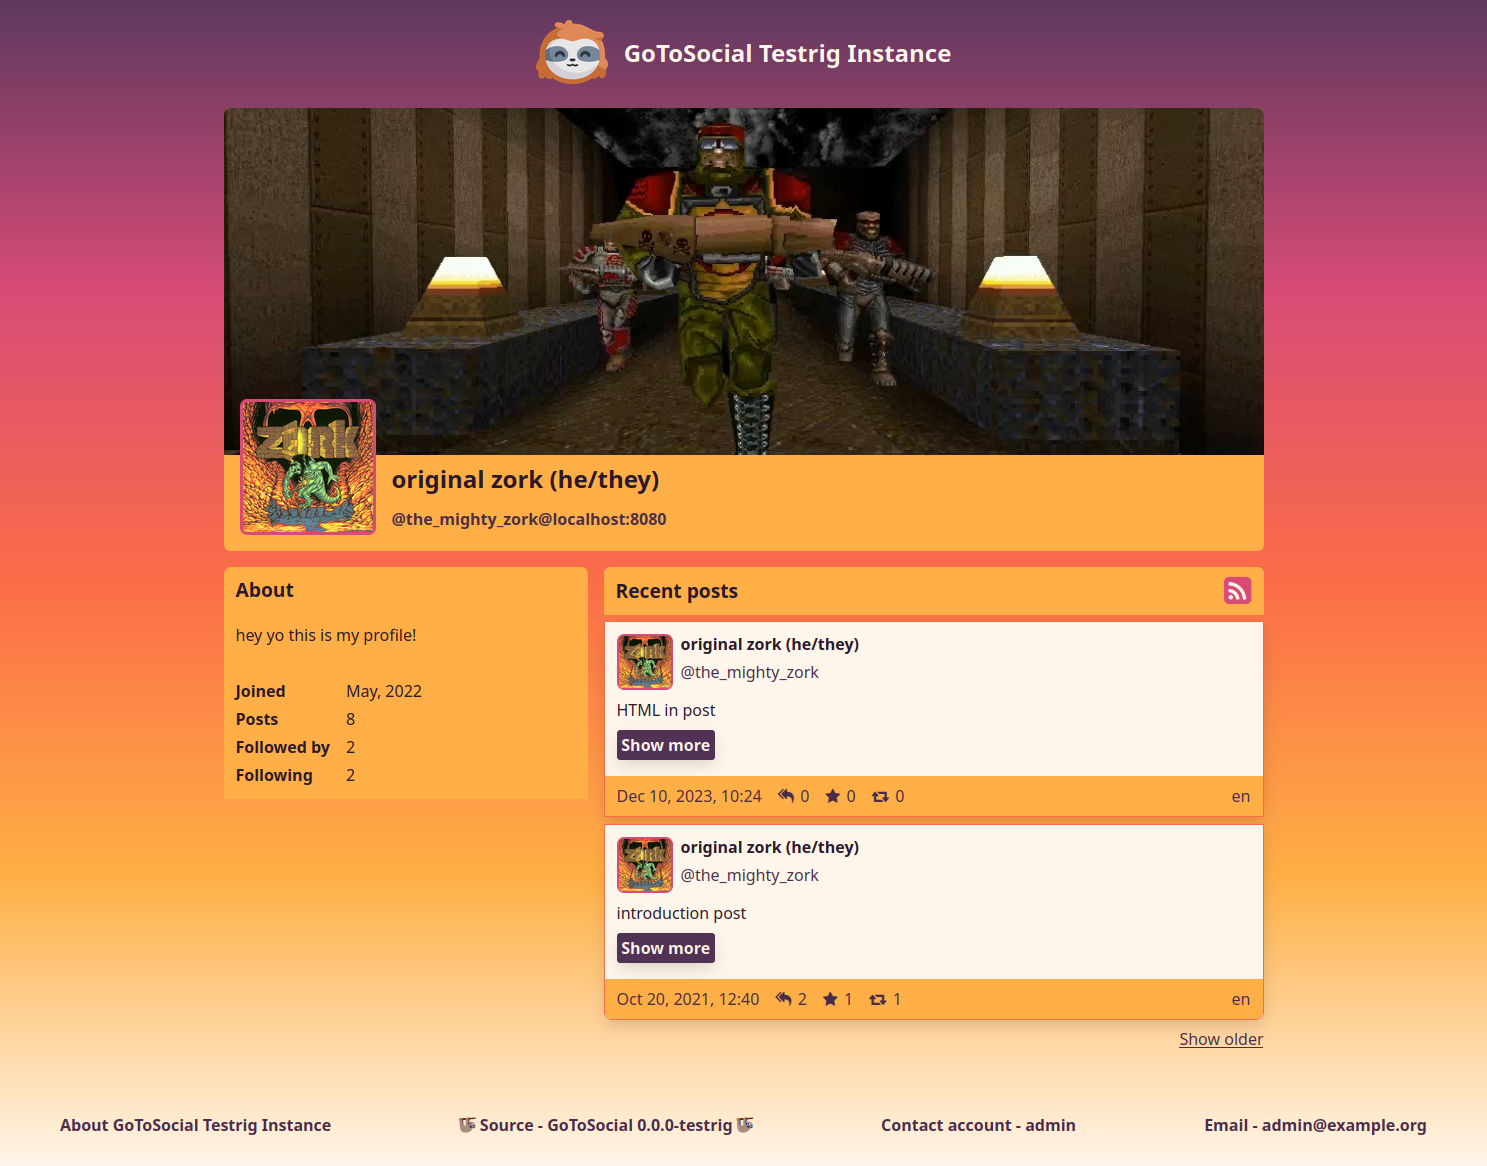 GoToSocial Testrig Instance
ZORK
original zork (he/they)
@the_mighty_zork@localhost:8080
About
hey yo this is my profile!
Joined May, 2022
Posts 8
Followed by 2
Following 2
Recent posts
ZORK
original zork (he/they)
@the_mighty_zork
HTML in post
Show more
Dec 10, 2023, 10:24 0 0 0 en
ZORK
original zork (he/they)
@the_mighty_zork
introduction post
Show more
Oct 20, 2021, 12:40 2 1 1 en
Show older
About GoToSocial Testrig Instance Source - GoToSocial 0.0.0-testrig Contact account - admin Email - admin@example.org